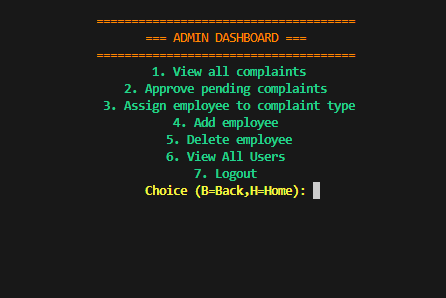 =====================================
=== ADMIN DASHBOARD ===
=====================================
1. View all complaints
2. Approve pending complaints
3. Assign employee to complaint type
4. Add employee
5. Delete employee
6. View All Users
7. Logout
Choice (B=Back,H=Home):